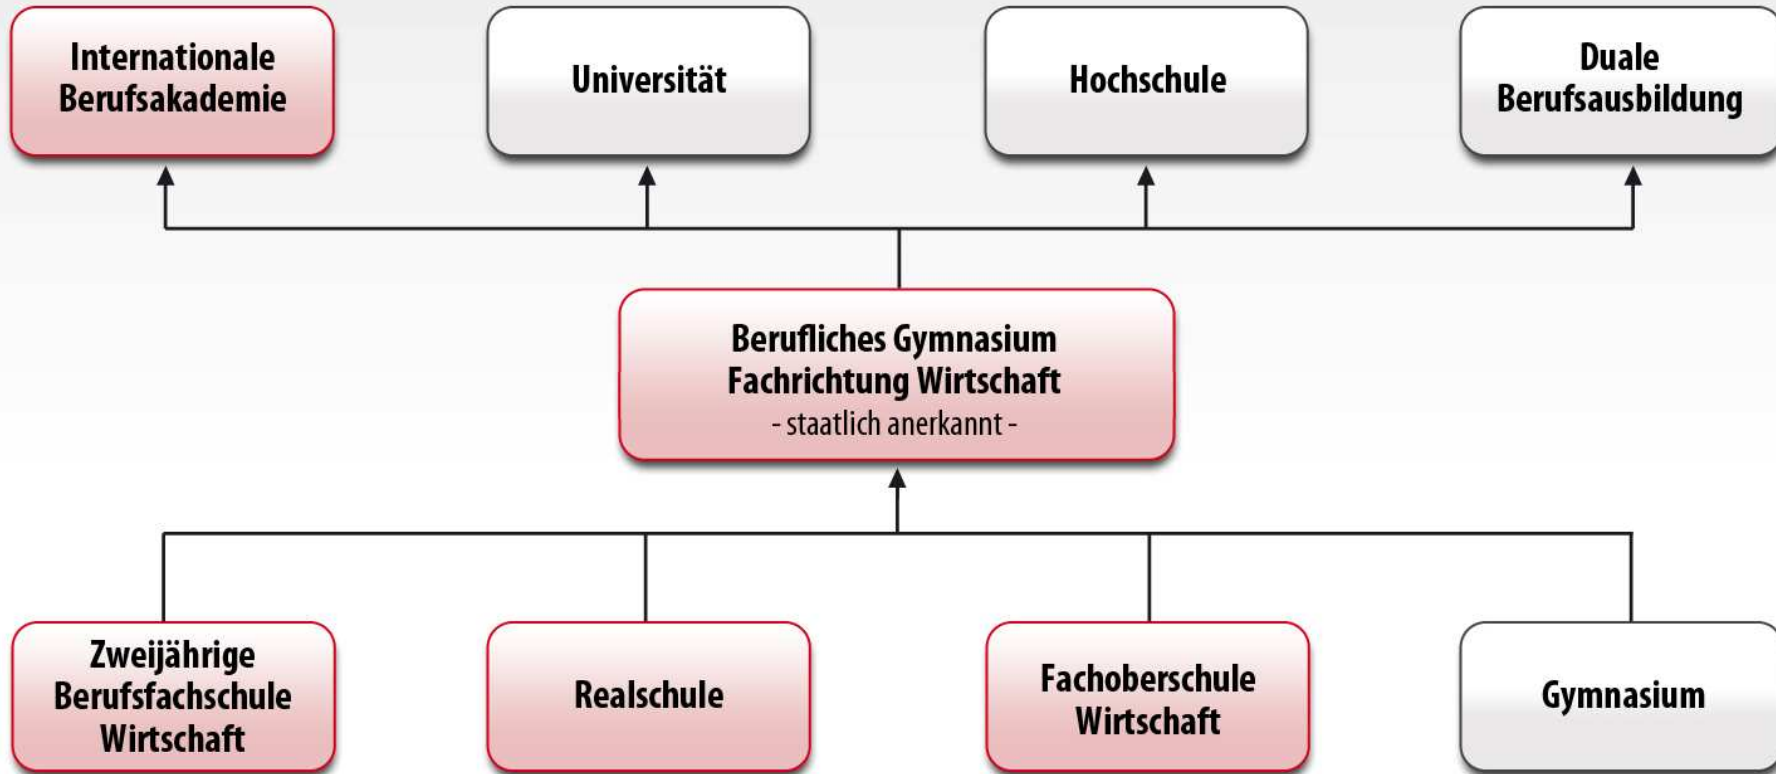 Internationale
Berufsakademie
Universität
Hochschule
Duale
Berufsausbildung
Berufliches Gymnasium
Fachrichtung Wirtschaft
- staatlich anerkannt -
Zweijährige
Berufsfachschule
Wirtschaft
Realschule
Fachoberschule
Wirtschaft
Gymnasium